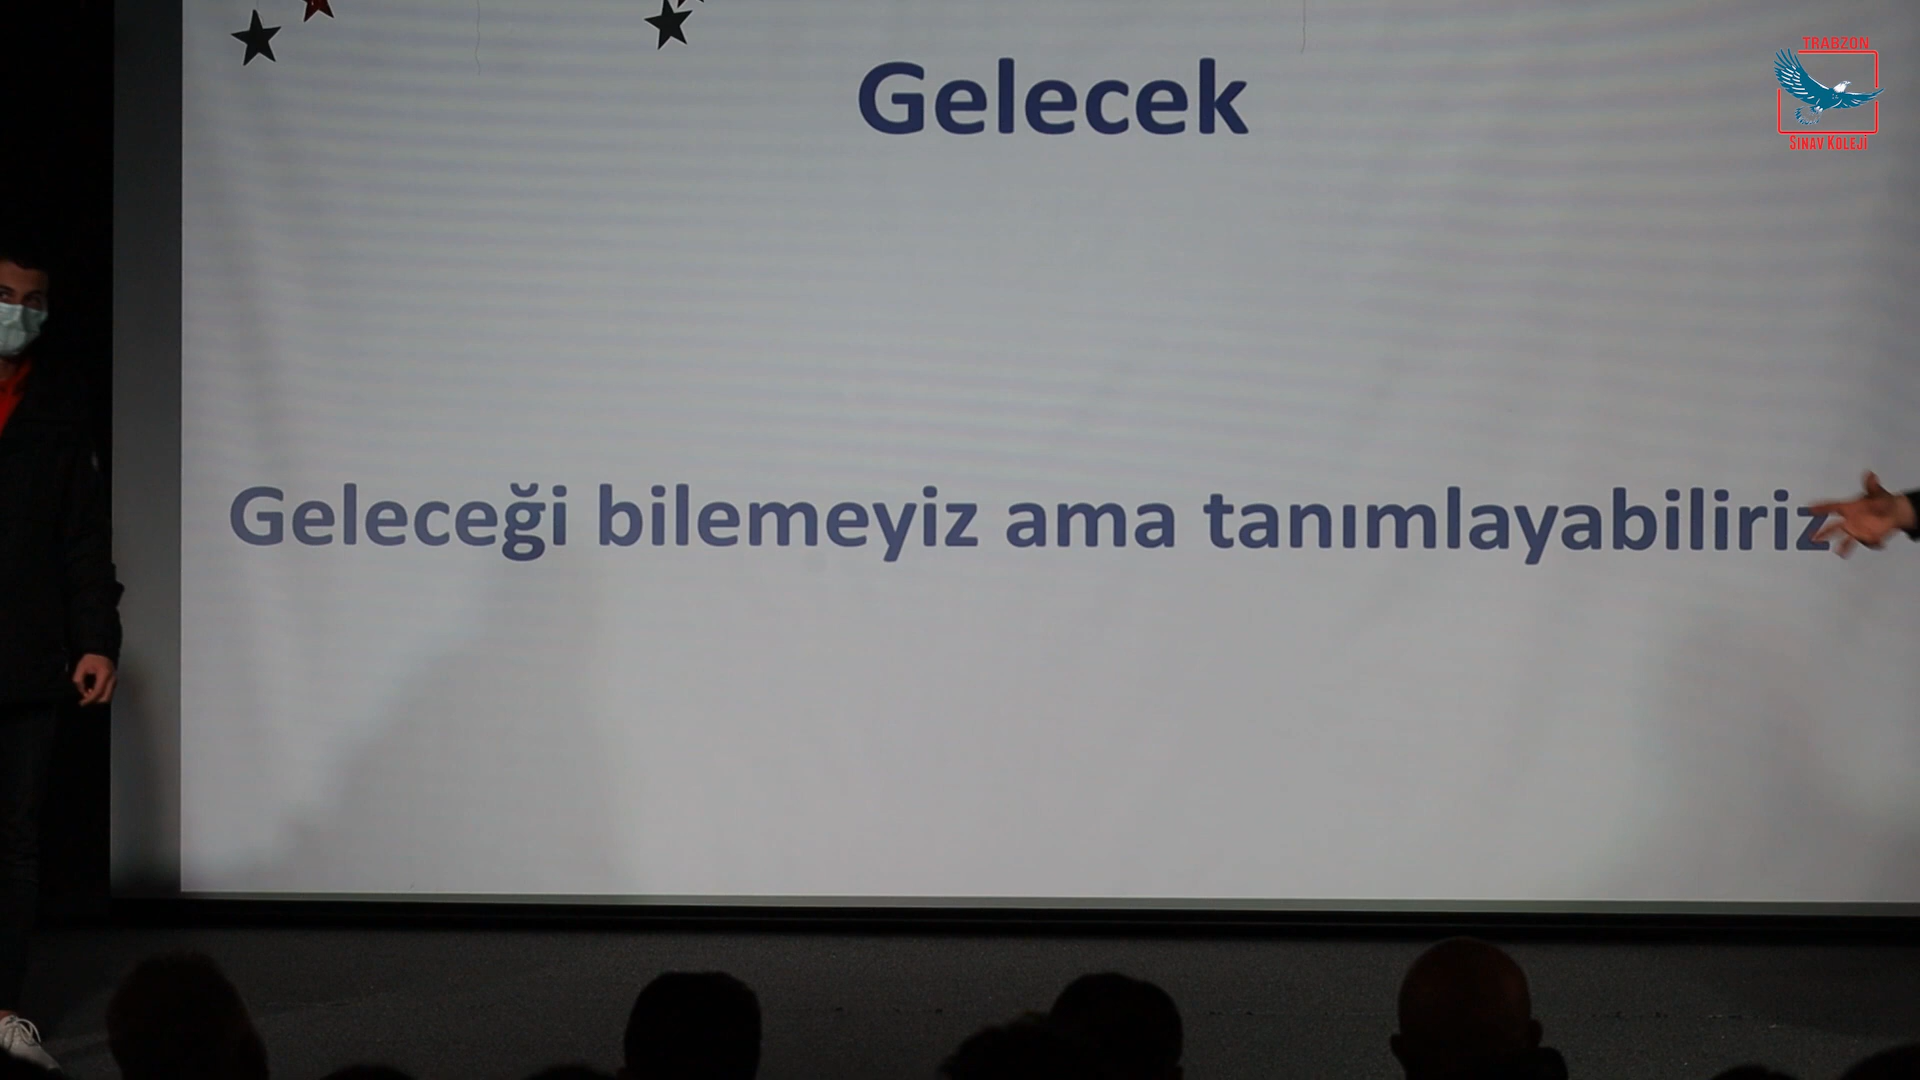 Gelecek
TRABZON
SINAV KOLEJİ
Geleceği bilemeyiz ama tanımlayabiliriz